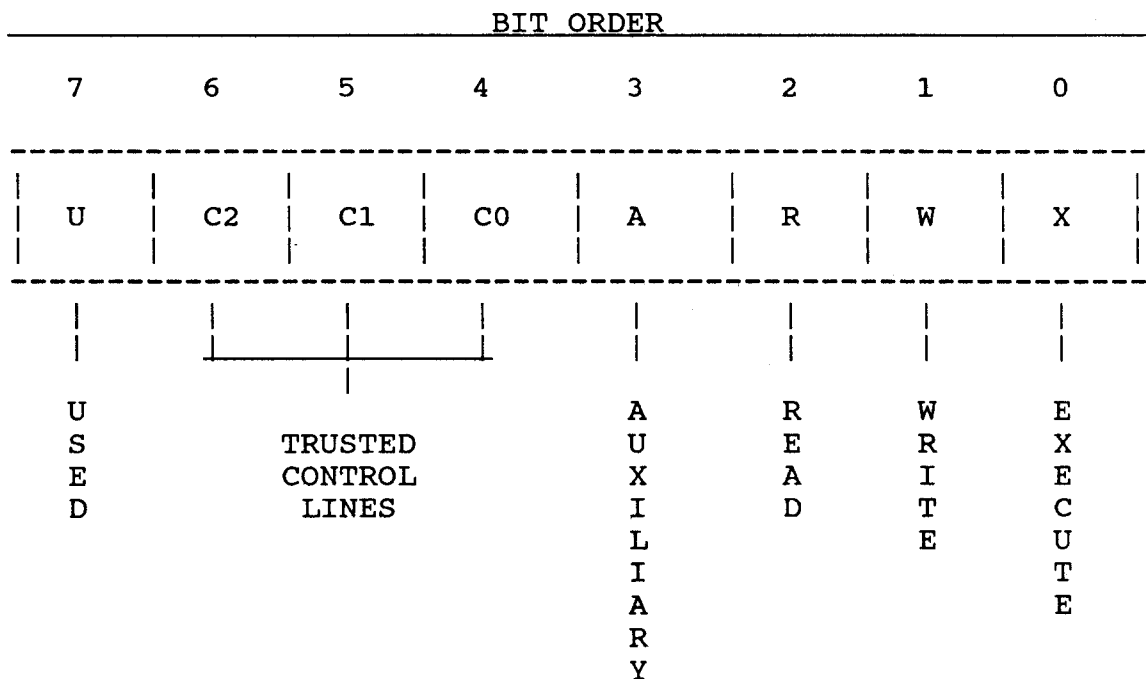 BIT ORDER
7 6 5 4 3 2 1 0
U C2 C1 C0 A R W X
USED
TRUSTED
CONTROL
LINES
AUXILIARY
READ
WRITE
EXECUTE